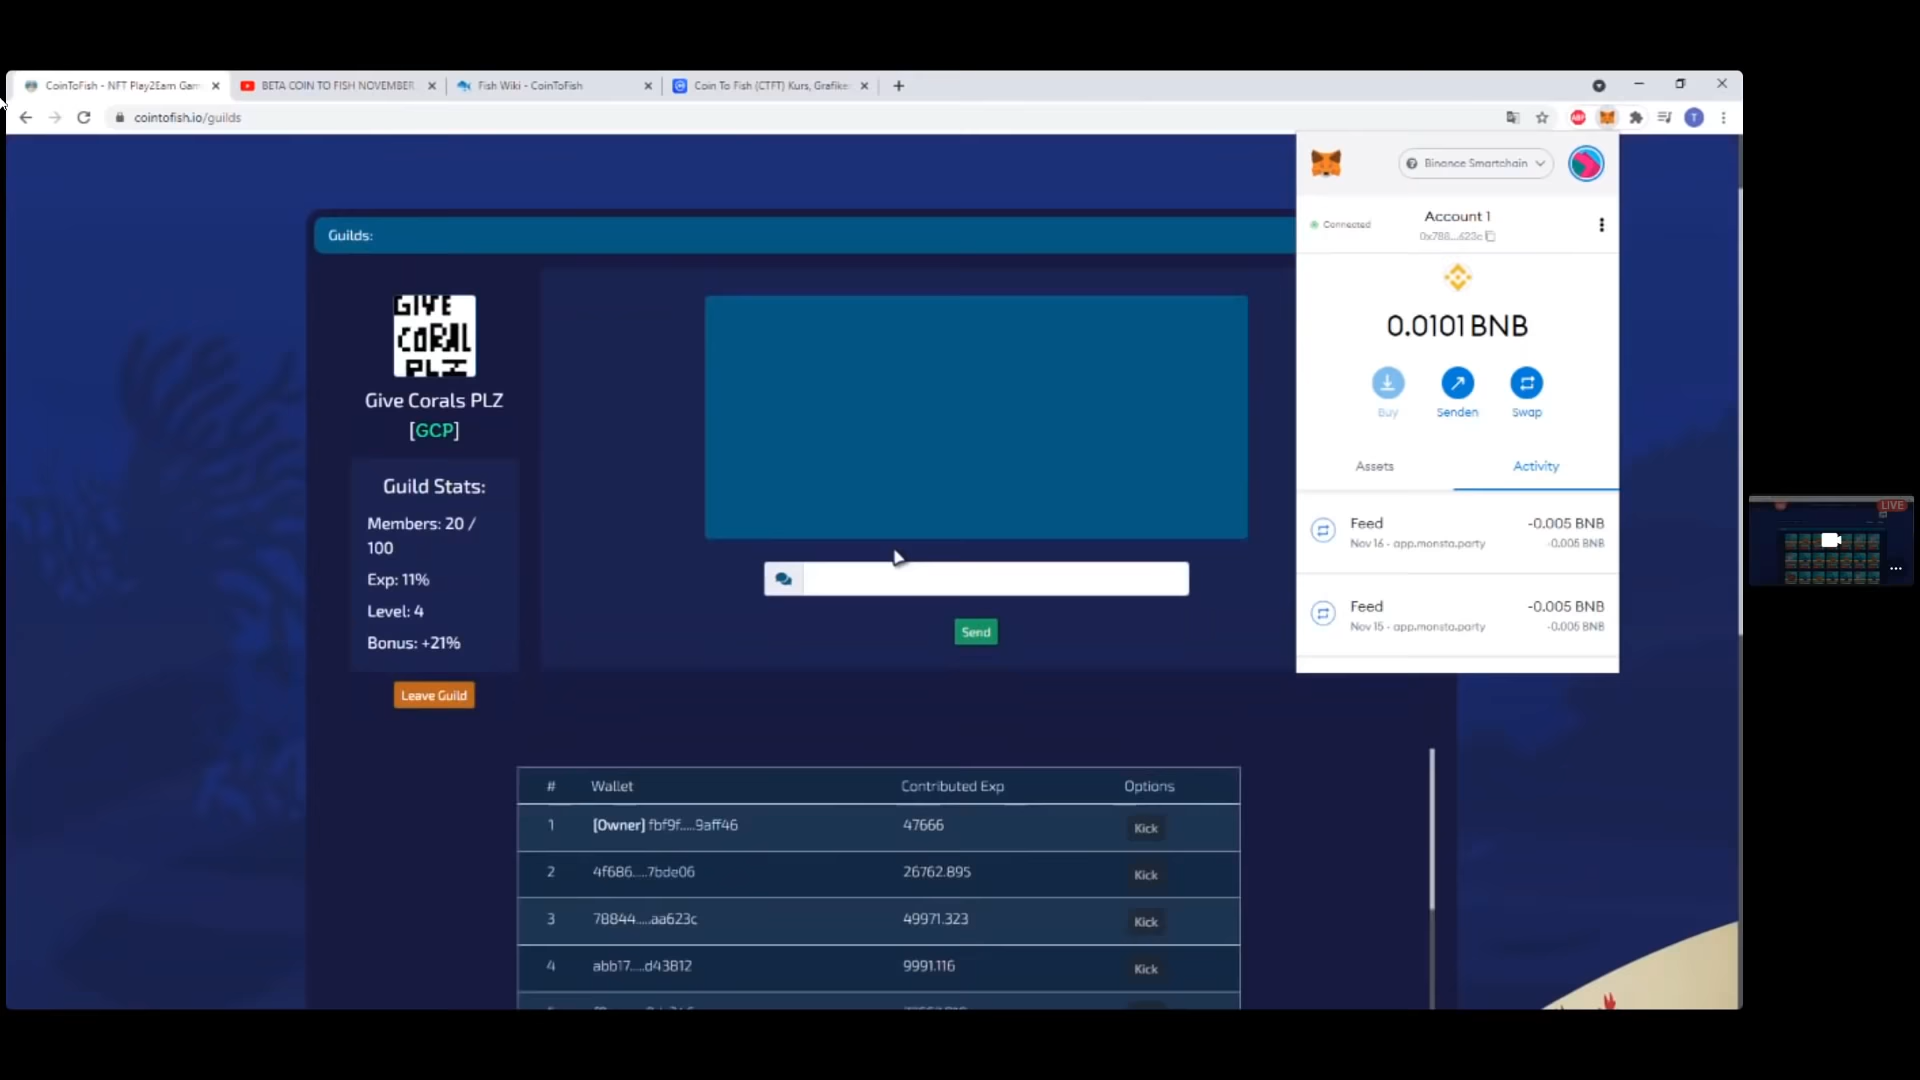 CoinToFish - NFT Play2Earn Gam
BETA COIN TO FISH NOVEMBER
Fish Wiki - CoinToFish
Coin To Fish (CTFT) Kurs, Grafike
cointofish.io/guilds
ABP
T
Guilds:
GIVE
CORAL
PLZ
Give Corals PLZ
[GCP]
Guild Stats:
Members: 20 /
100
Exp: 11%
Level: 4
Bonus: +21%
Leave Guild
Send
# Wallet Contributed Exp Options
1 [Owner] fbf9f.....9aff46 47666 Kick
2 4f686.....7bde06 26762.895 Kick
3 78844.....aa623c 49971.323 Kick
4 abb17.....d43812 9991.116 Kick
Binance Smartchain
Connected
Account 1
0x788...623c
0.0101 BNB
Buy
Senden
Swap
Assets
Activity
Feed -0.005 BNB
Nov 16 - app.monsta.party -0.005 BNB
Feed -0.005 BNB
Nov 15 - app.monsta.party -0.005 BNB
LIVE